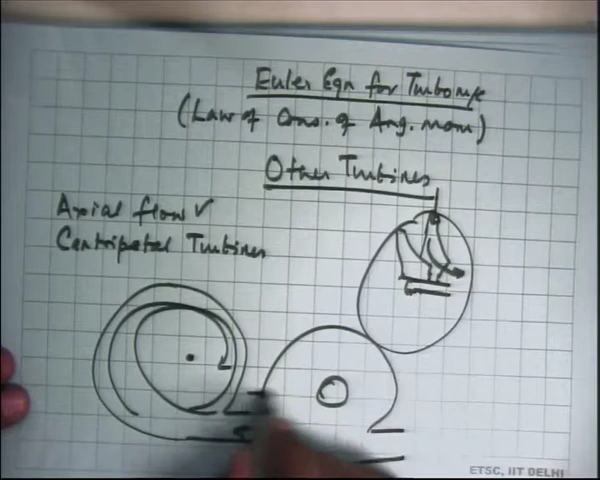 Euler Eqn for Turbomc
(Law of Cons. of Ang. mom)
Other Turbines
Axial flow ✓
Centripetal Turbines
ETSC, IIT DELHI